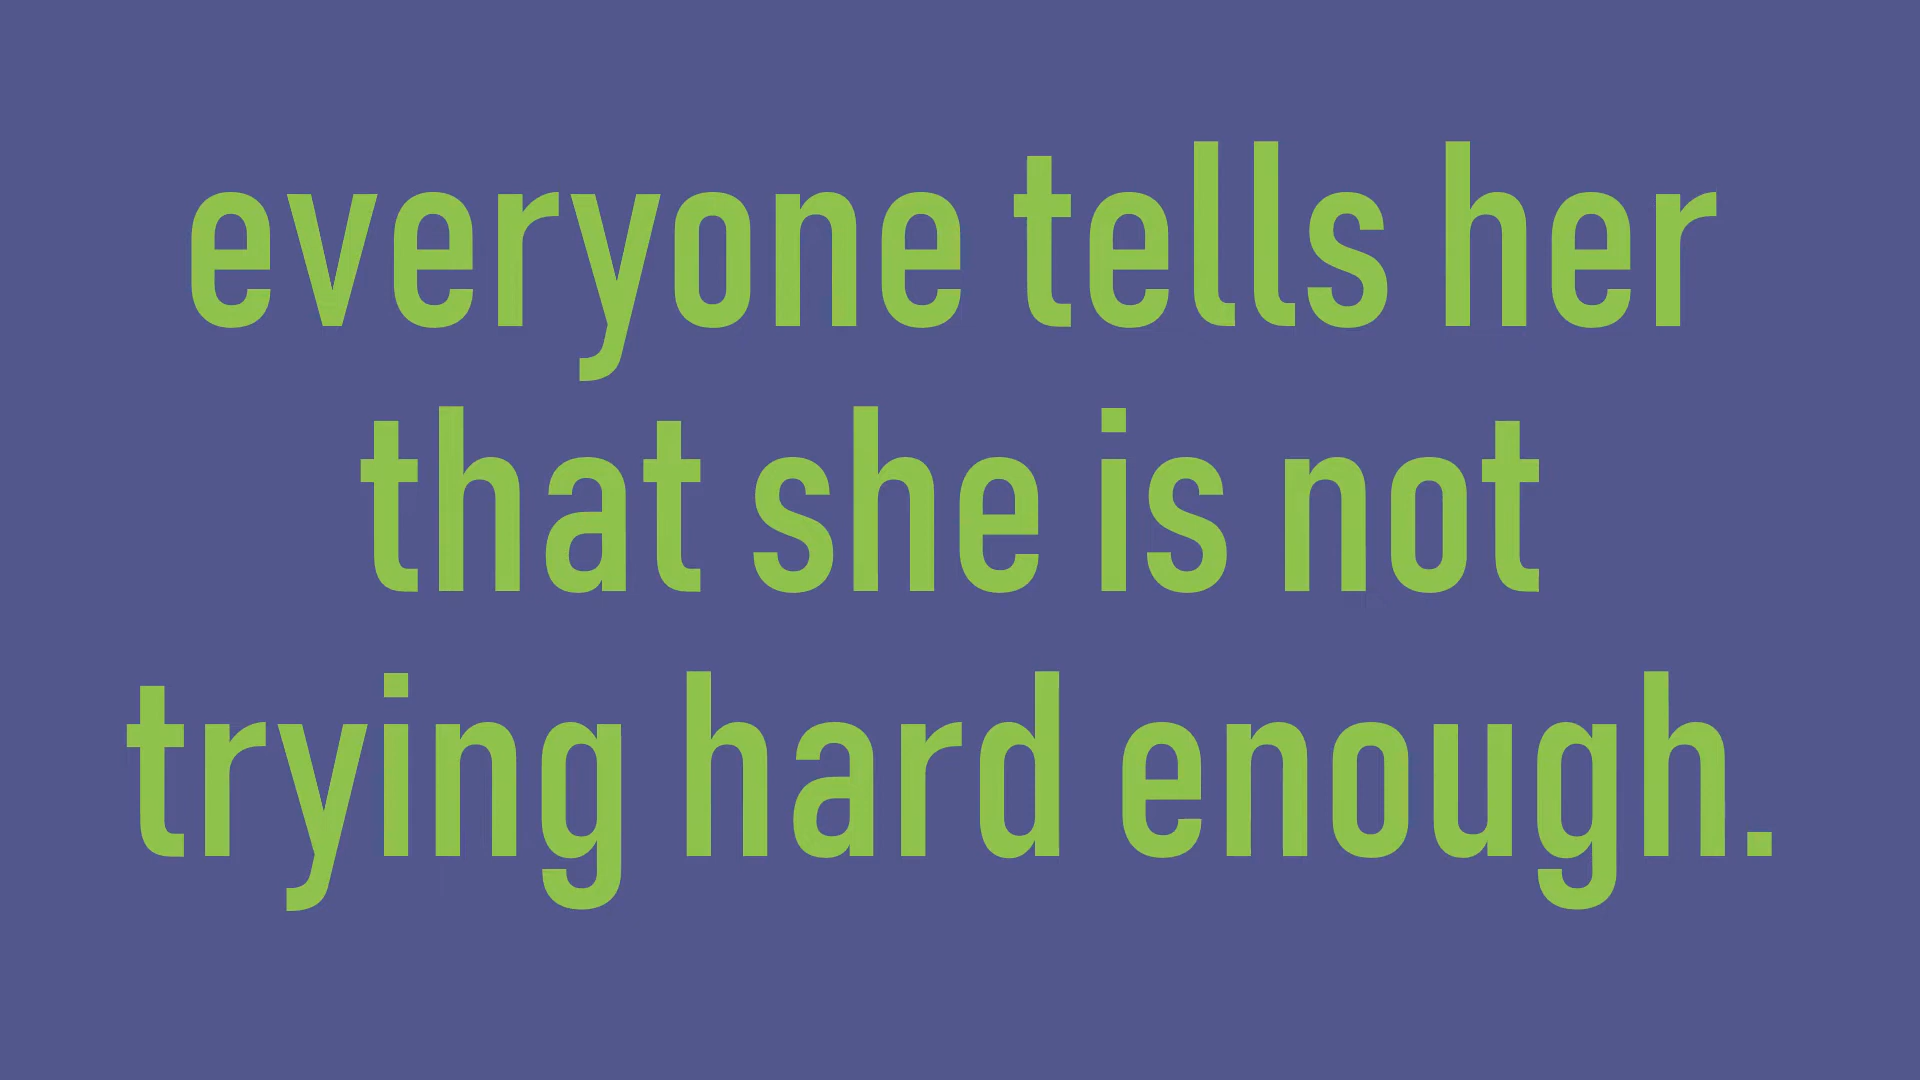 everyone tells her
that she is not
trying hard enough.